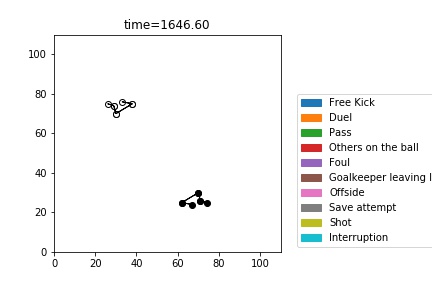 time=1646.60
100
80
60
40
20
0
0 20 40 60 80 100
Free Kick
Duel
Pass
Others on the ball
Foul
Goalkeeper leaving l
Offside
Save attempt
Shot
Interruption